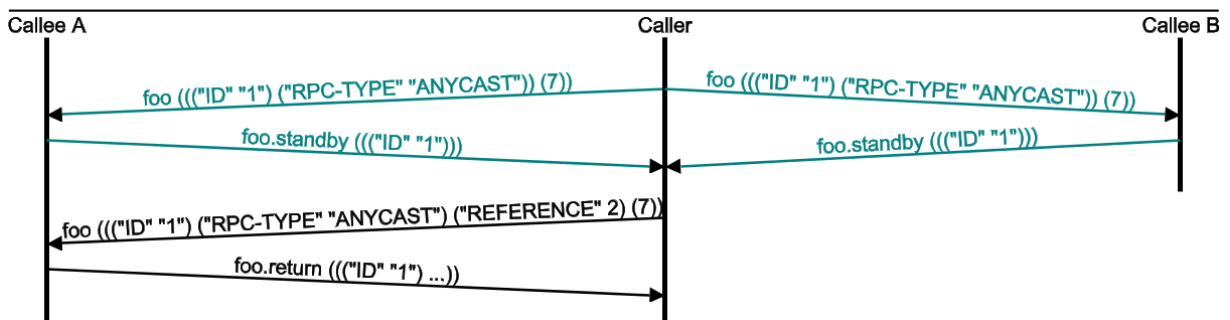 Callee A
Caller
Callee B
foo ((("ID" "1") ("RPC-TYPE" "ANYCAST")) (7))
foo ((("ID" "1") ("RPC-TYPE" "ANYCAST")) (7))
foo.standby ((("ID" "1")))
foo.standby ((("ID" "1")))
foo ((("ID" "1") ("RPC-TYPE" "ANYCAST") ("REFERENCE" 2) (7))
foo.return ((("ID" "1") ...))